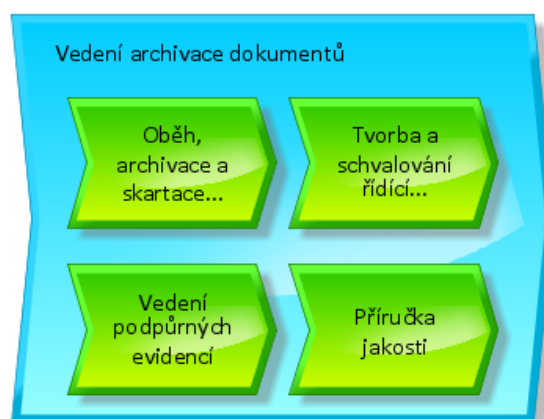 Vedení archivace dokumentů
Oběh,
archivace a
skartace...
Tvorba a
schvalování
řídící...
Vedení
podpůrných
evidencí
Příručka
jakosti